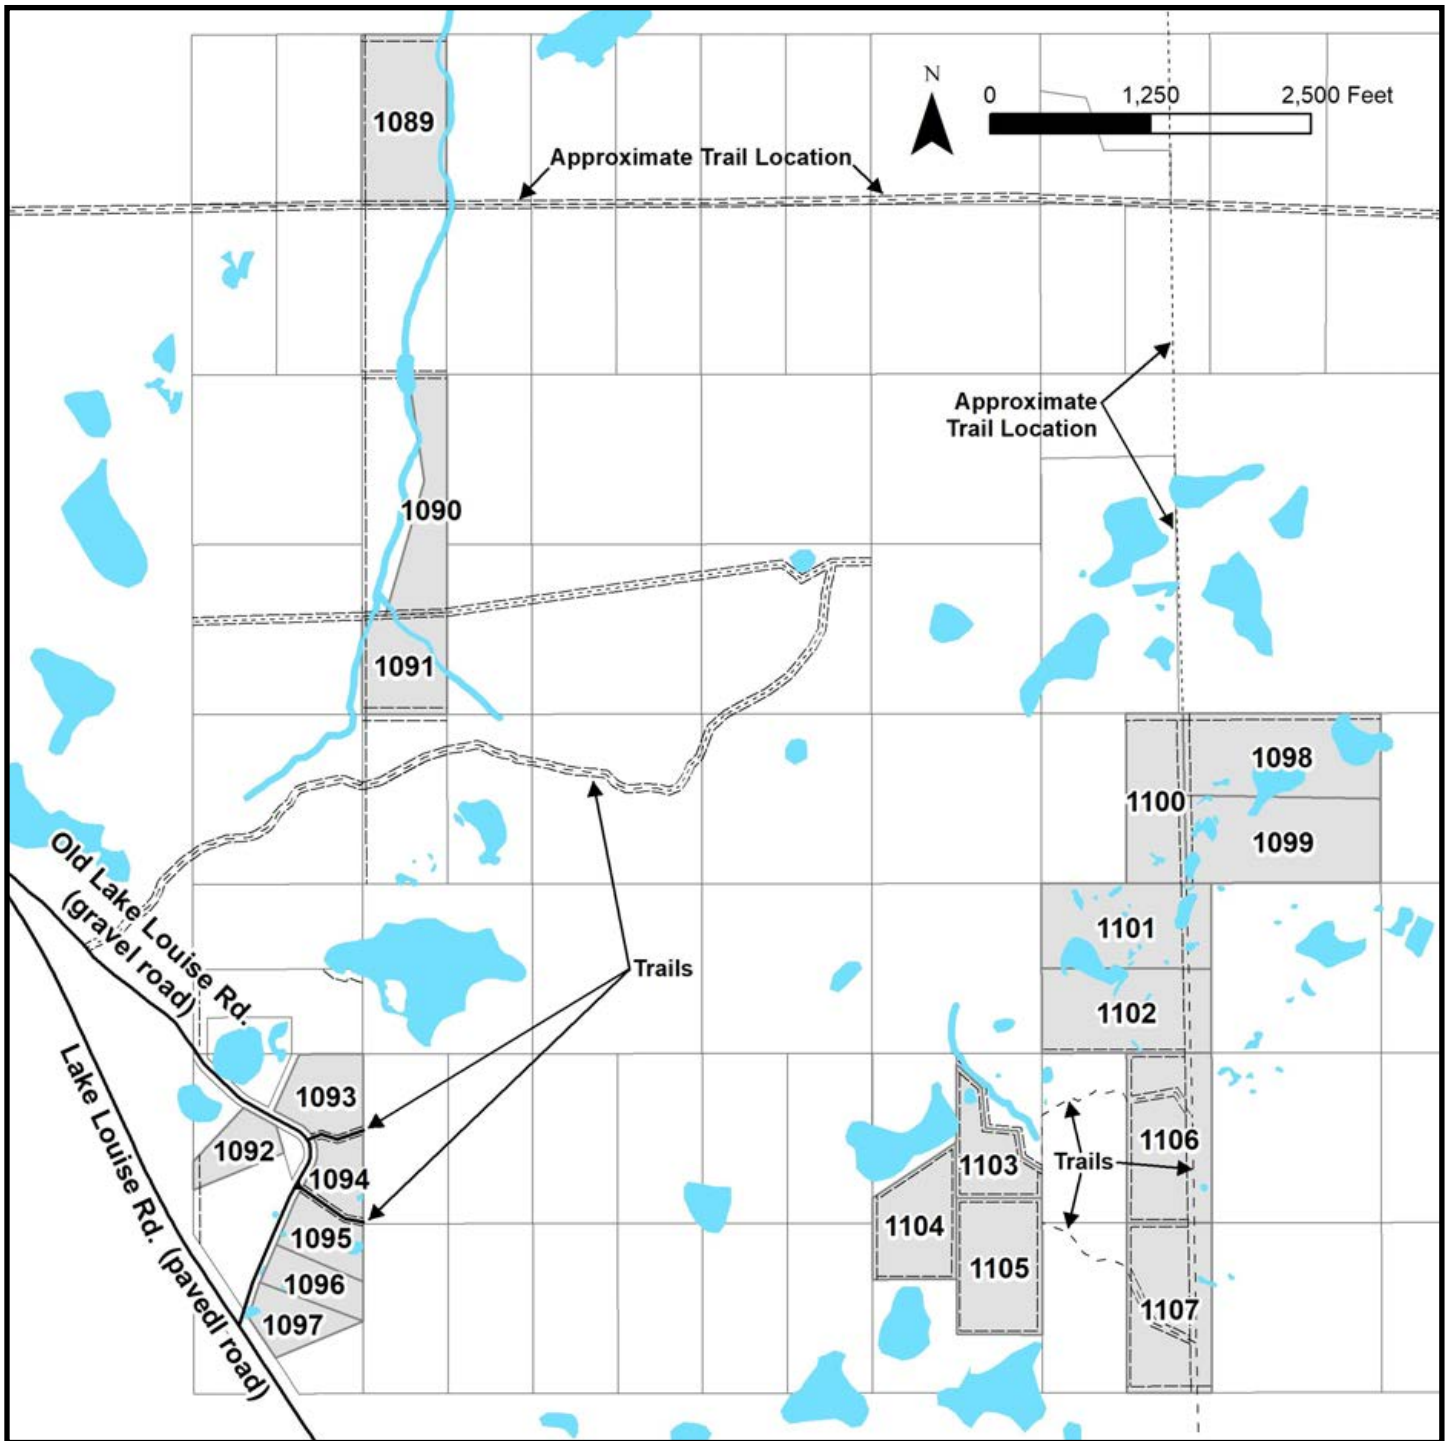 N
0 1,250 2,500 Feet
1089
Approximate Trail Location
Approximate
Trail Location
1090
1091
1098
1100
1099
Old Lake Louise Rd.
(gravel road)
1101
Trails
1102
Lake Louise Rd. (pavedl road)
1093
1092
1094
1095
1096
1097
1103
1104
1105
Trails
1106
1107